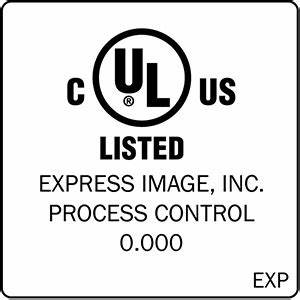 C UL® US
LISTED
EXPRESS IMAGE, INC.
PROCESS CONTROL
0.000
EXP